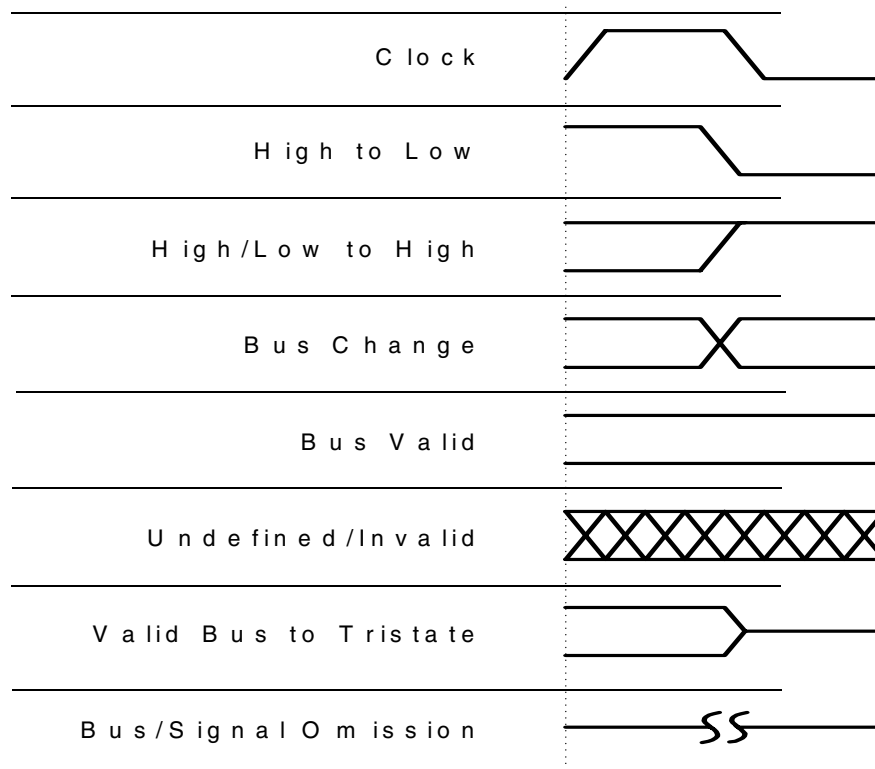 Clock
High to Low
High/Low to High
Bus Change
Bus Valid
Undefined/Invalid
Valid Bus to Tristate
Bus/Signal Omission